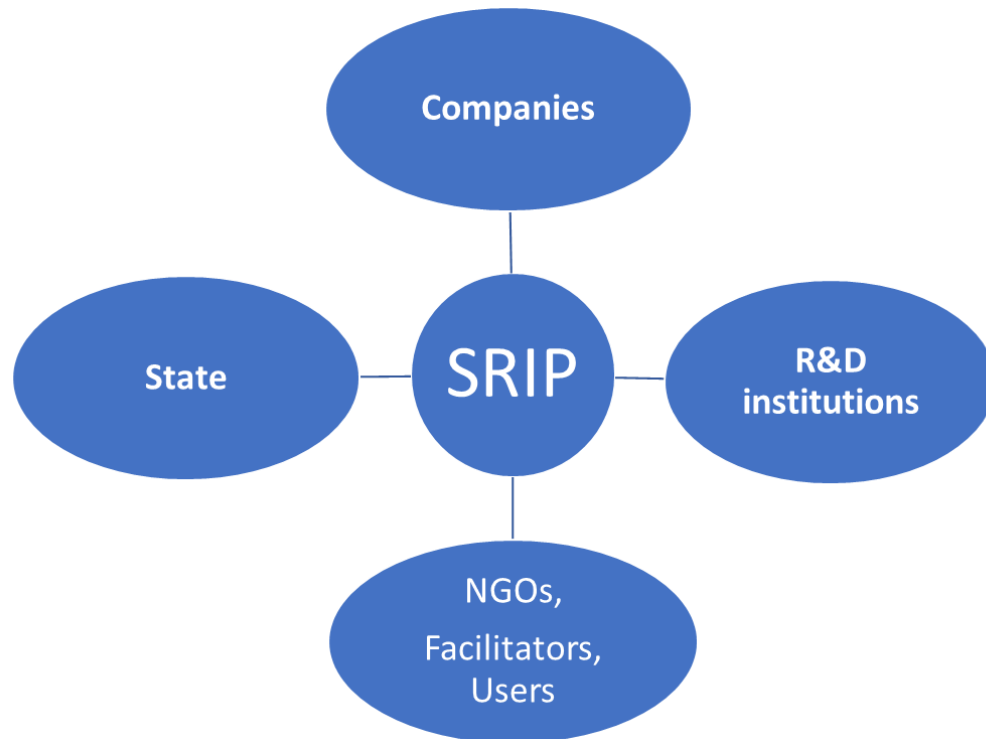 Companies
State
SRIP
R&D
institutions
NGOs,
Facilitators,
Users